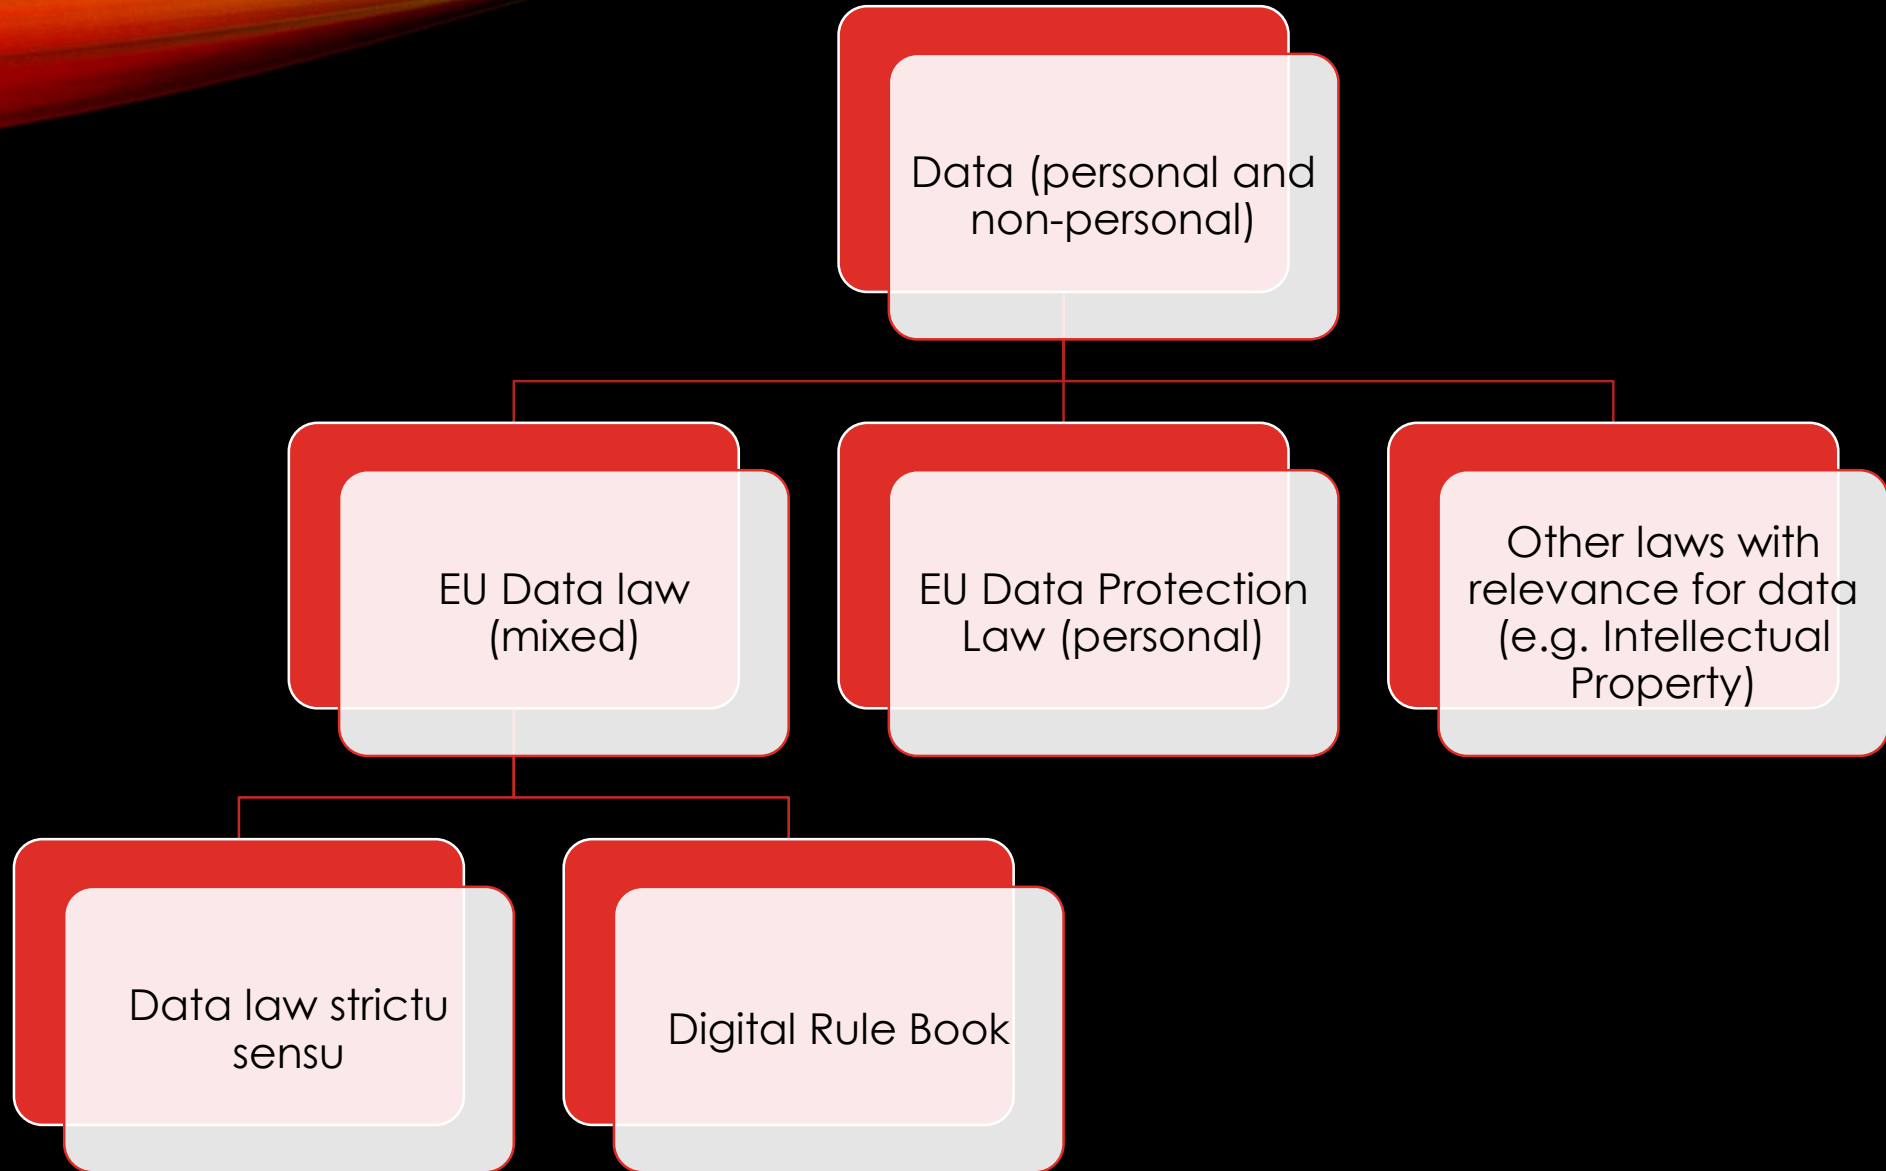 Data (personal and
non-personal)
EU Data law
(mixed)
EU Data Protection
Law (personal)
Other laws with
relevance for data
(e.g. Intellectual
Property)
Data law strictu
sensu
Digital Rule Book